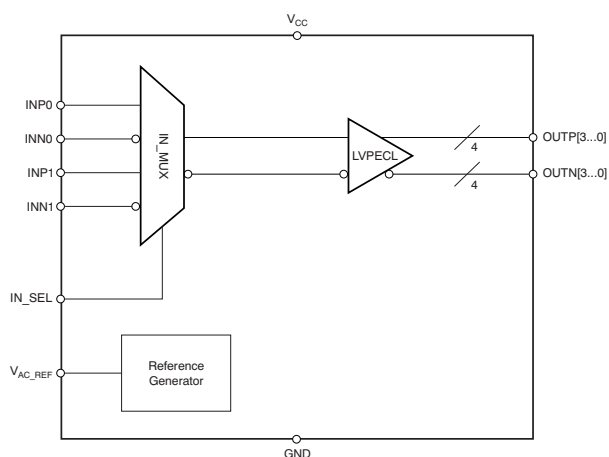 VCC
INP0
INN0
INP1
INN1
IN_MUX
LVPECL
4
OUTP[3...0]
4
OUTN[3...0]
IN_SEL
VAC_REF
Reference
Generator
GND